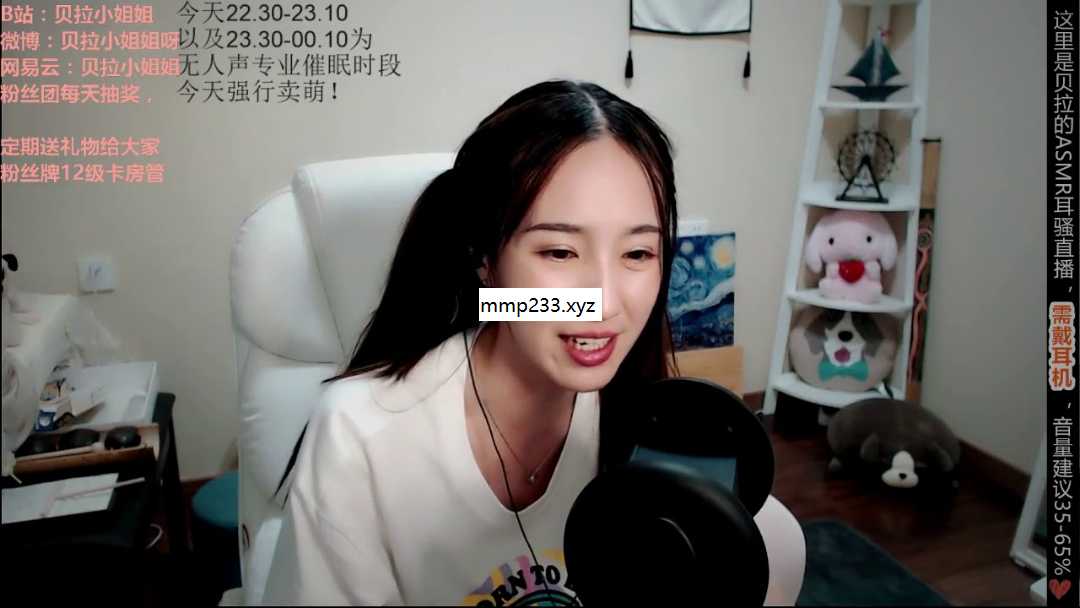 B站：贝拉小姐姐
微博：贝拉小姐姐呀
网易云：贝拉小姐姐
粉丝团每天抽奖，
定期送礼物给大家
粉丝牌12级卡房管
今天22.30-23.10
以及23.30-00.10为
无人声专业催眠时段
今天强行卖萌！
mmp233.xyz
这里是贝拉的ASMR耳骚直播，需戴耳机，音量建议35-65%